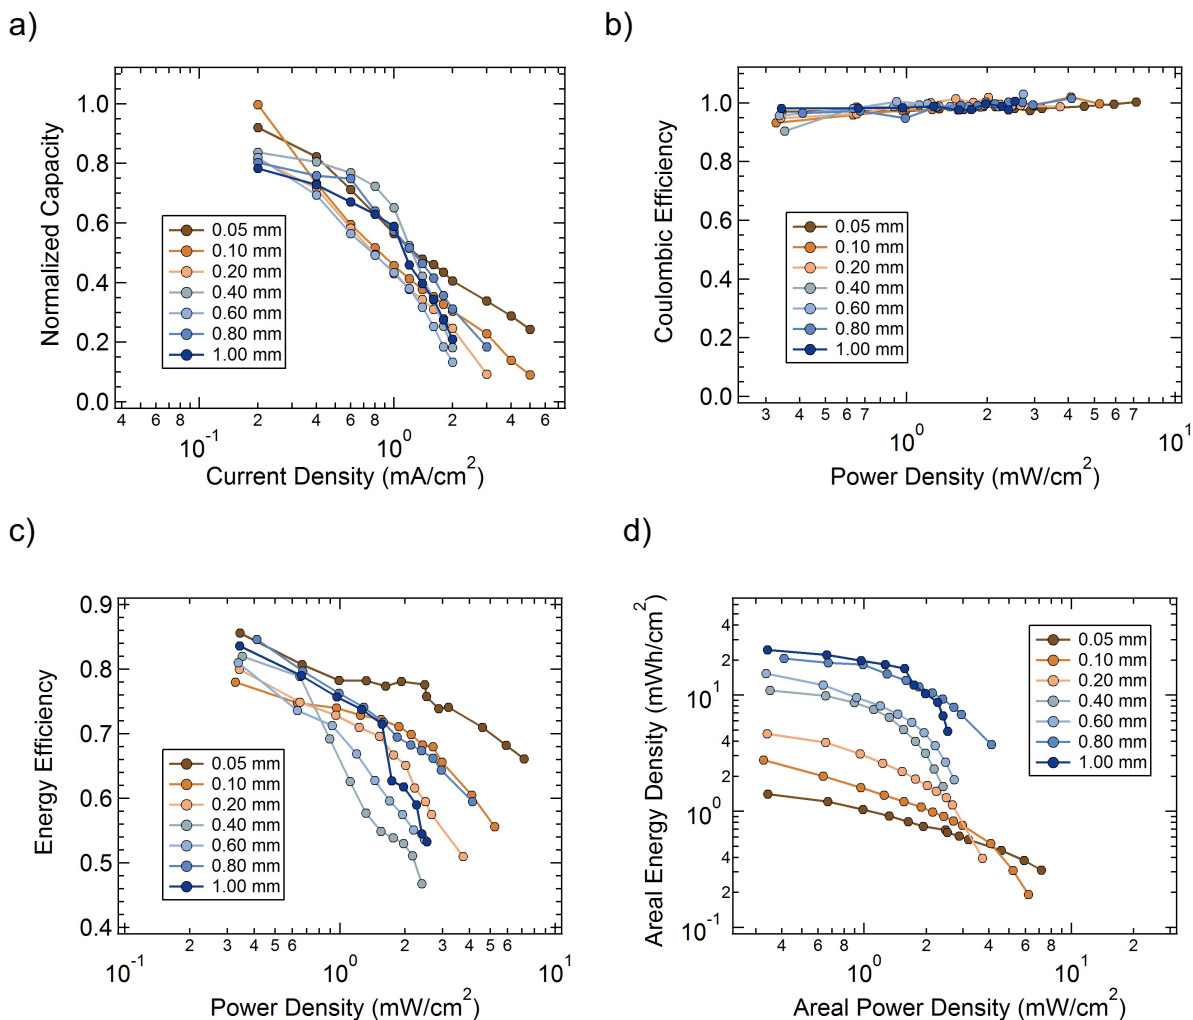 a)
Normalized Capacity
1.0
0.8
0.6
0.4
0.2
0.0
0.05 mm
0.10 mm
0.20 mm
0.40 mm
0.60 mm
0.80 mm
1.00 mm
4 6 8 2 4 6 8 2 4 6
10^-1 10^0
Current Density (mA/cm^2)
b)
Coulombic Efficiency
1.0
0.8
0.6
0.4
0.2
0.0
0.05 mm
0.10 mm
0.20 mm
0.40 mm
0.60 mm
0.80 mm
1.00 mm
3 4 5 6 7 2 3 4 5 6 7
10^0 10^1
Power Density (mW/cm^2)
c)
Energy Efficiency
0.9
0.8
0.7
0.6
0.5
0.4
0.05 mm
0.10 mm
0.20 mm
0.40 mm
0.60 mm
0.80 mm
1.00 mm
2 3 4 5 6 2 3 4 5 6
10^-1 10^0 10^1
Power Density (mW/cm^2)
d)
Areal Energy Density (mWh/cm^2)
4
2
10^1
4
2
10^0
4
2
10^-1
0.05 mm
0.10 mm
0.20 mm
0.40 mm
0.60 mm
0.80 mm
1.00 mm
4 6 8 2 4 6 8 2
10^0 10^1
Areal Power Density (mW/cm^2)